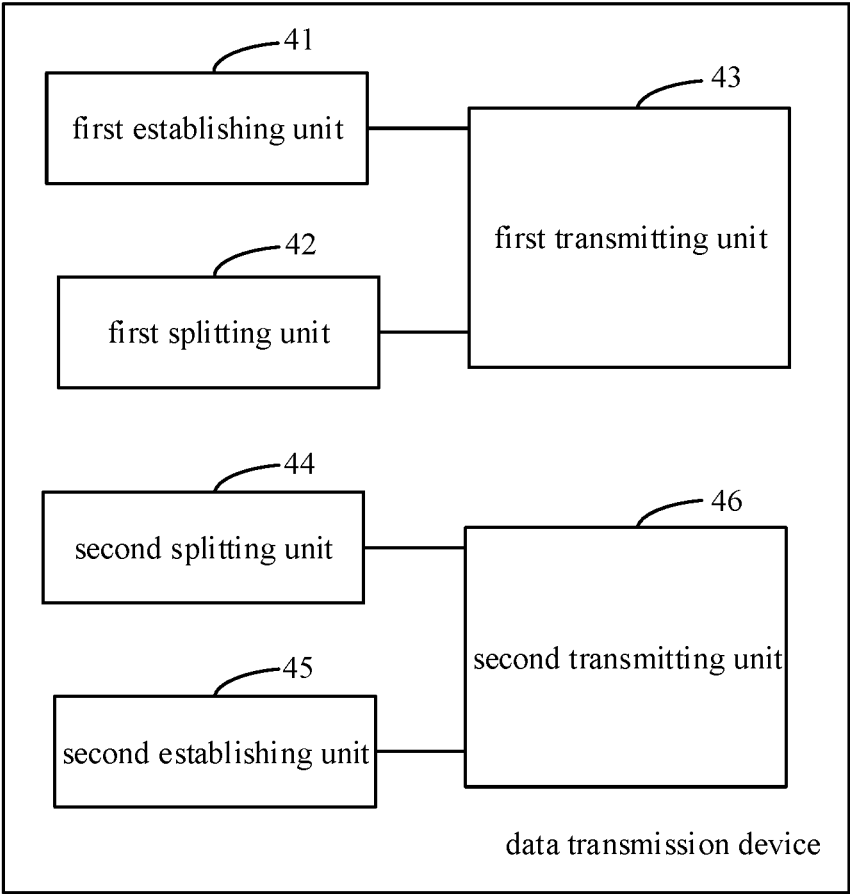 41
first establishing unit
43
first transmitting unit
42
first splitting unit
44
second splitting unit
46
second transmitting unit
45
second establishing unit
data transmission device